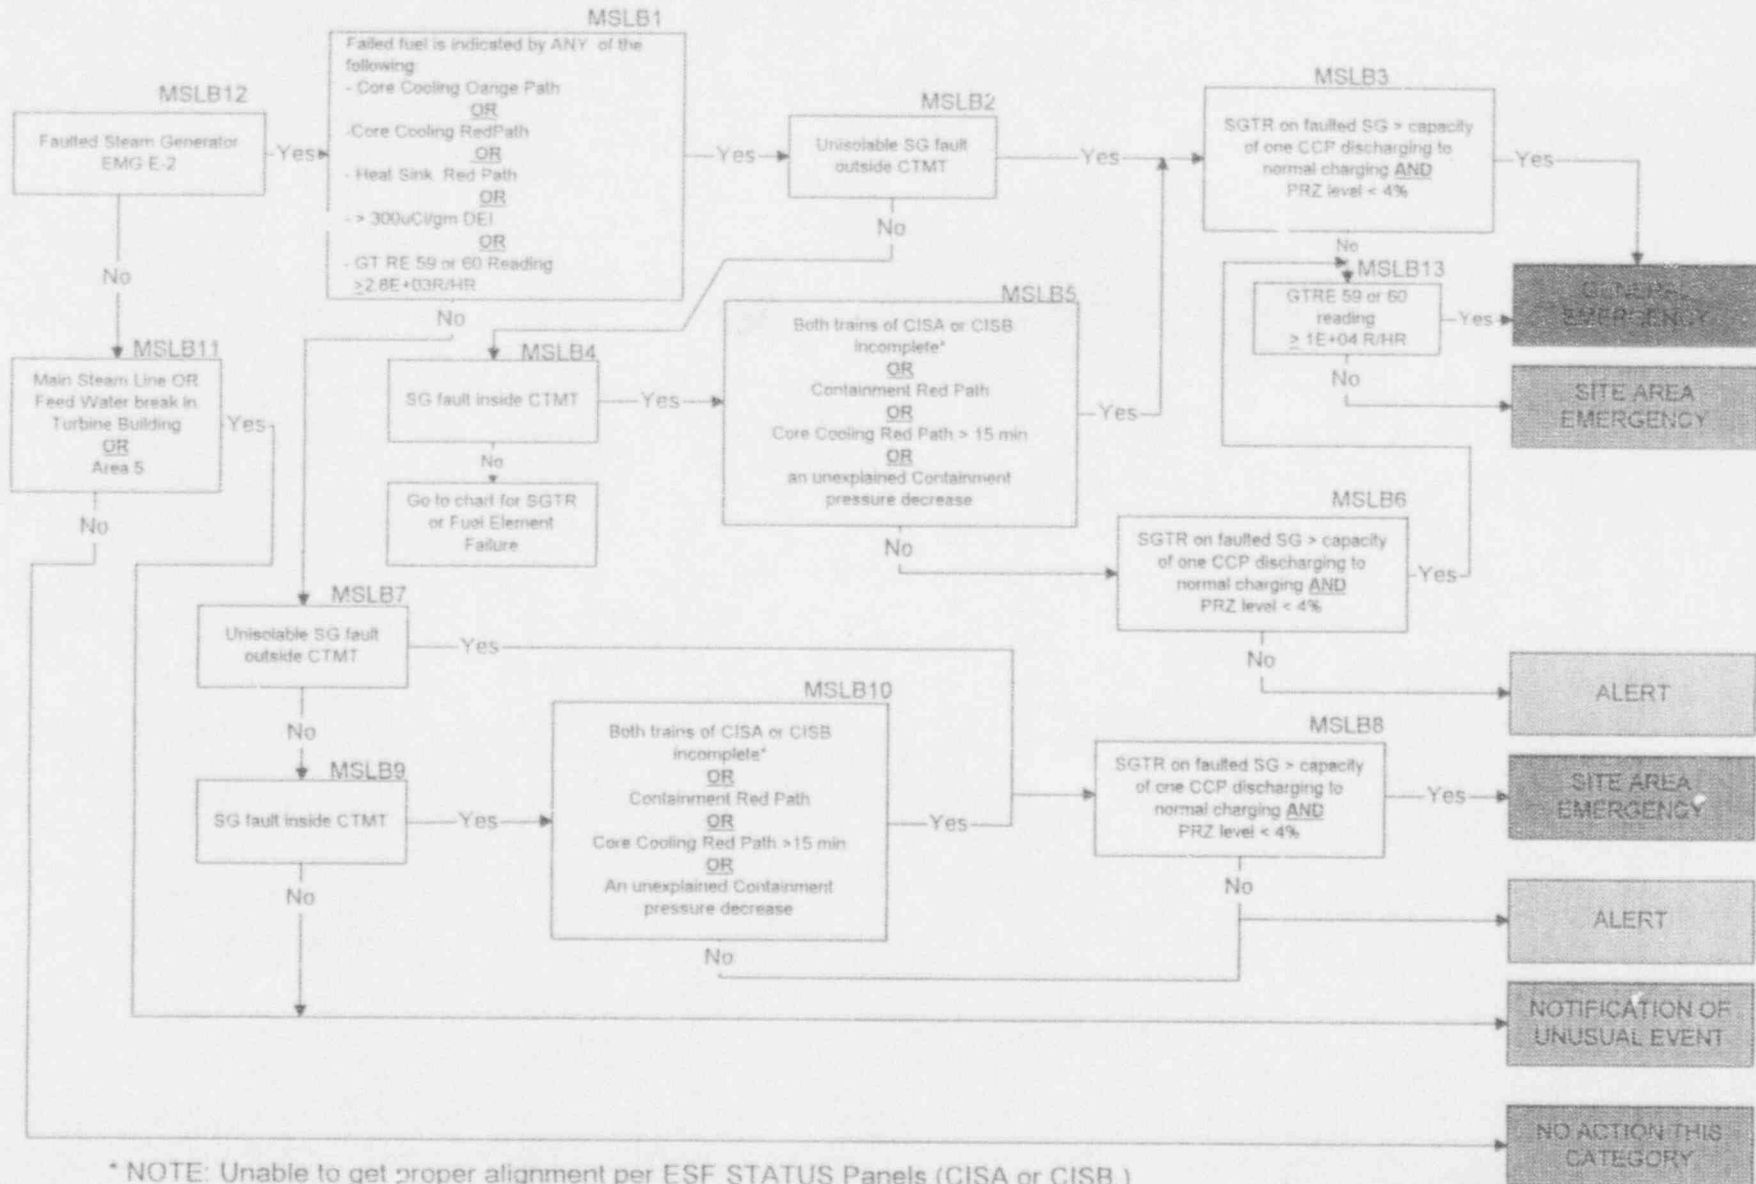 MSLB12
Faulted Steam Generator
EMG E-2
Yes
No
MSLB1
Failed fuel is indicated by ANY of the
following
- Core Cooling Oange Path
OR
-Core Cooling RedPath
OR
- Heat Sink Red Path
OR
- > 300uCi/gm DEI
OR
- GT RE 59 or 60 Reading
≥2.8E+03R/HR
Yes
No
MSLB2
Unisolable SG fault
outside CTMT
Yes
No
MSLB3
SGTR on faulted SG > capacity
of one CCP discharging to
normal charging AND
PRZ level < 4%
Yes
No
MSLB13
GTRE 59 or 60
reading
≥ 1E+04 R/HR
Yes
No
GENERAL
EMERGENCY
SITE AREA
EMERGENCY
MSLB11
Main Steam Line OR
Feed Water break in
Turbine Building
OR
Area 5
Yes
No
MSLB4
SG fault inside CTMT
Yes
No
Go to chart for SGTR
or Fuel Element
Failure
MSLB5
Both trains of CISA or CISB
incomplete*
OR
Containment Red Path
OR
Core Cooling Red Path > 15 min
OR
an unexplained Containment
pressure decrease
Yes
No
MSLB6
SGTR on faulted SG > capacity
of one CCP discharging to
normal charging AND
PRZ level < 4%
Yes
No
ALERT
MSLB7
Unisolable SG fault
outside CTMT
Yes
No
MSLB9
SG fault inside CTMT
Yes
No
MSLB10
Both trains of CISA or CISB
incomplete*
OR
Containment Red Path
OR
Core Cooling Red Path >15 min
OR
An unexplained Containment
pressure decrease
Yes
No
MSLB8
SGTR on faulted SG > capacity
of one CCP discharging to
normal charging AND
PRZ level < 4%
Yes
No
SITE AREA
EMERGENCY
ALERT
NOTIFICATION OF
UNUSUAL EVENT
NO ACTION THIS
CATEGORY
* NOTE: Unable to get proper alignment per ESF STATUS Panels (CISA or CISB )